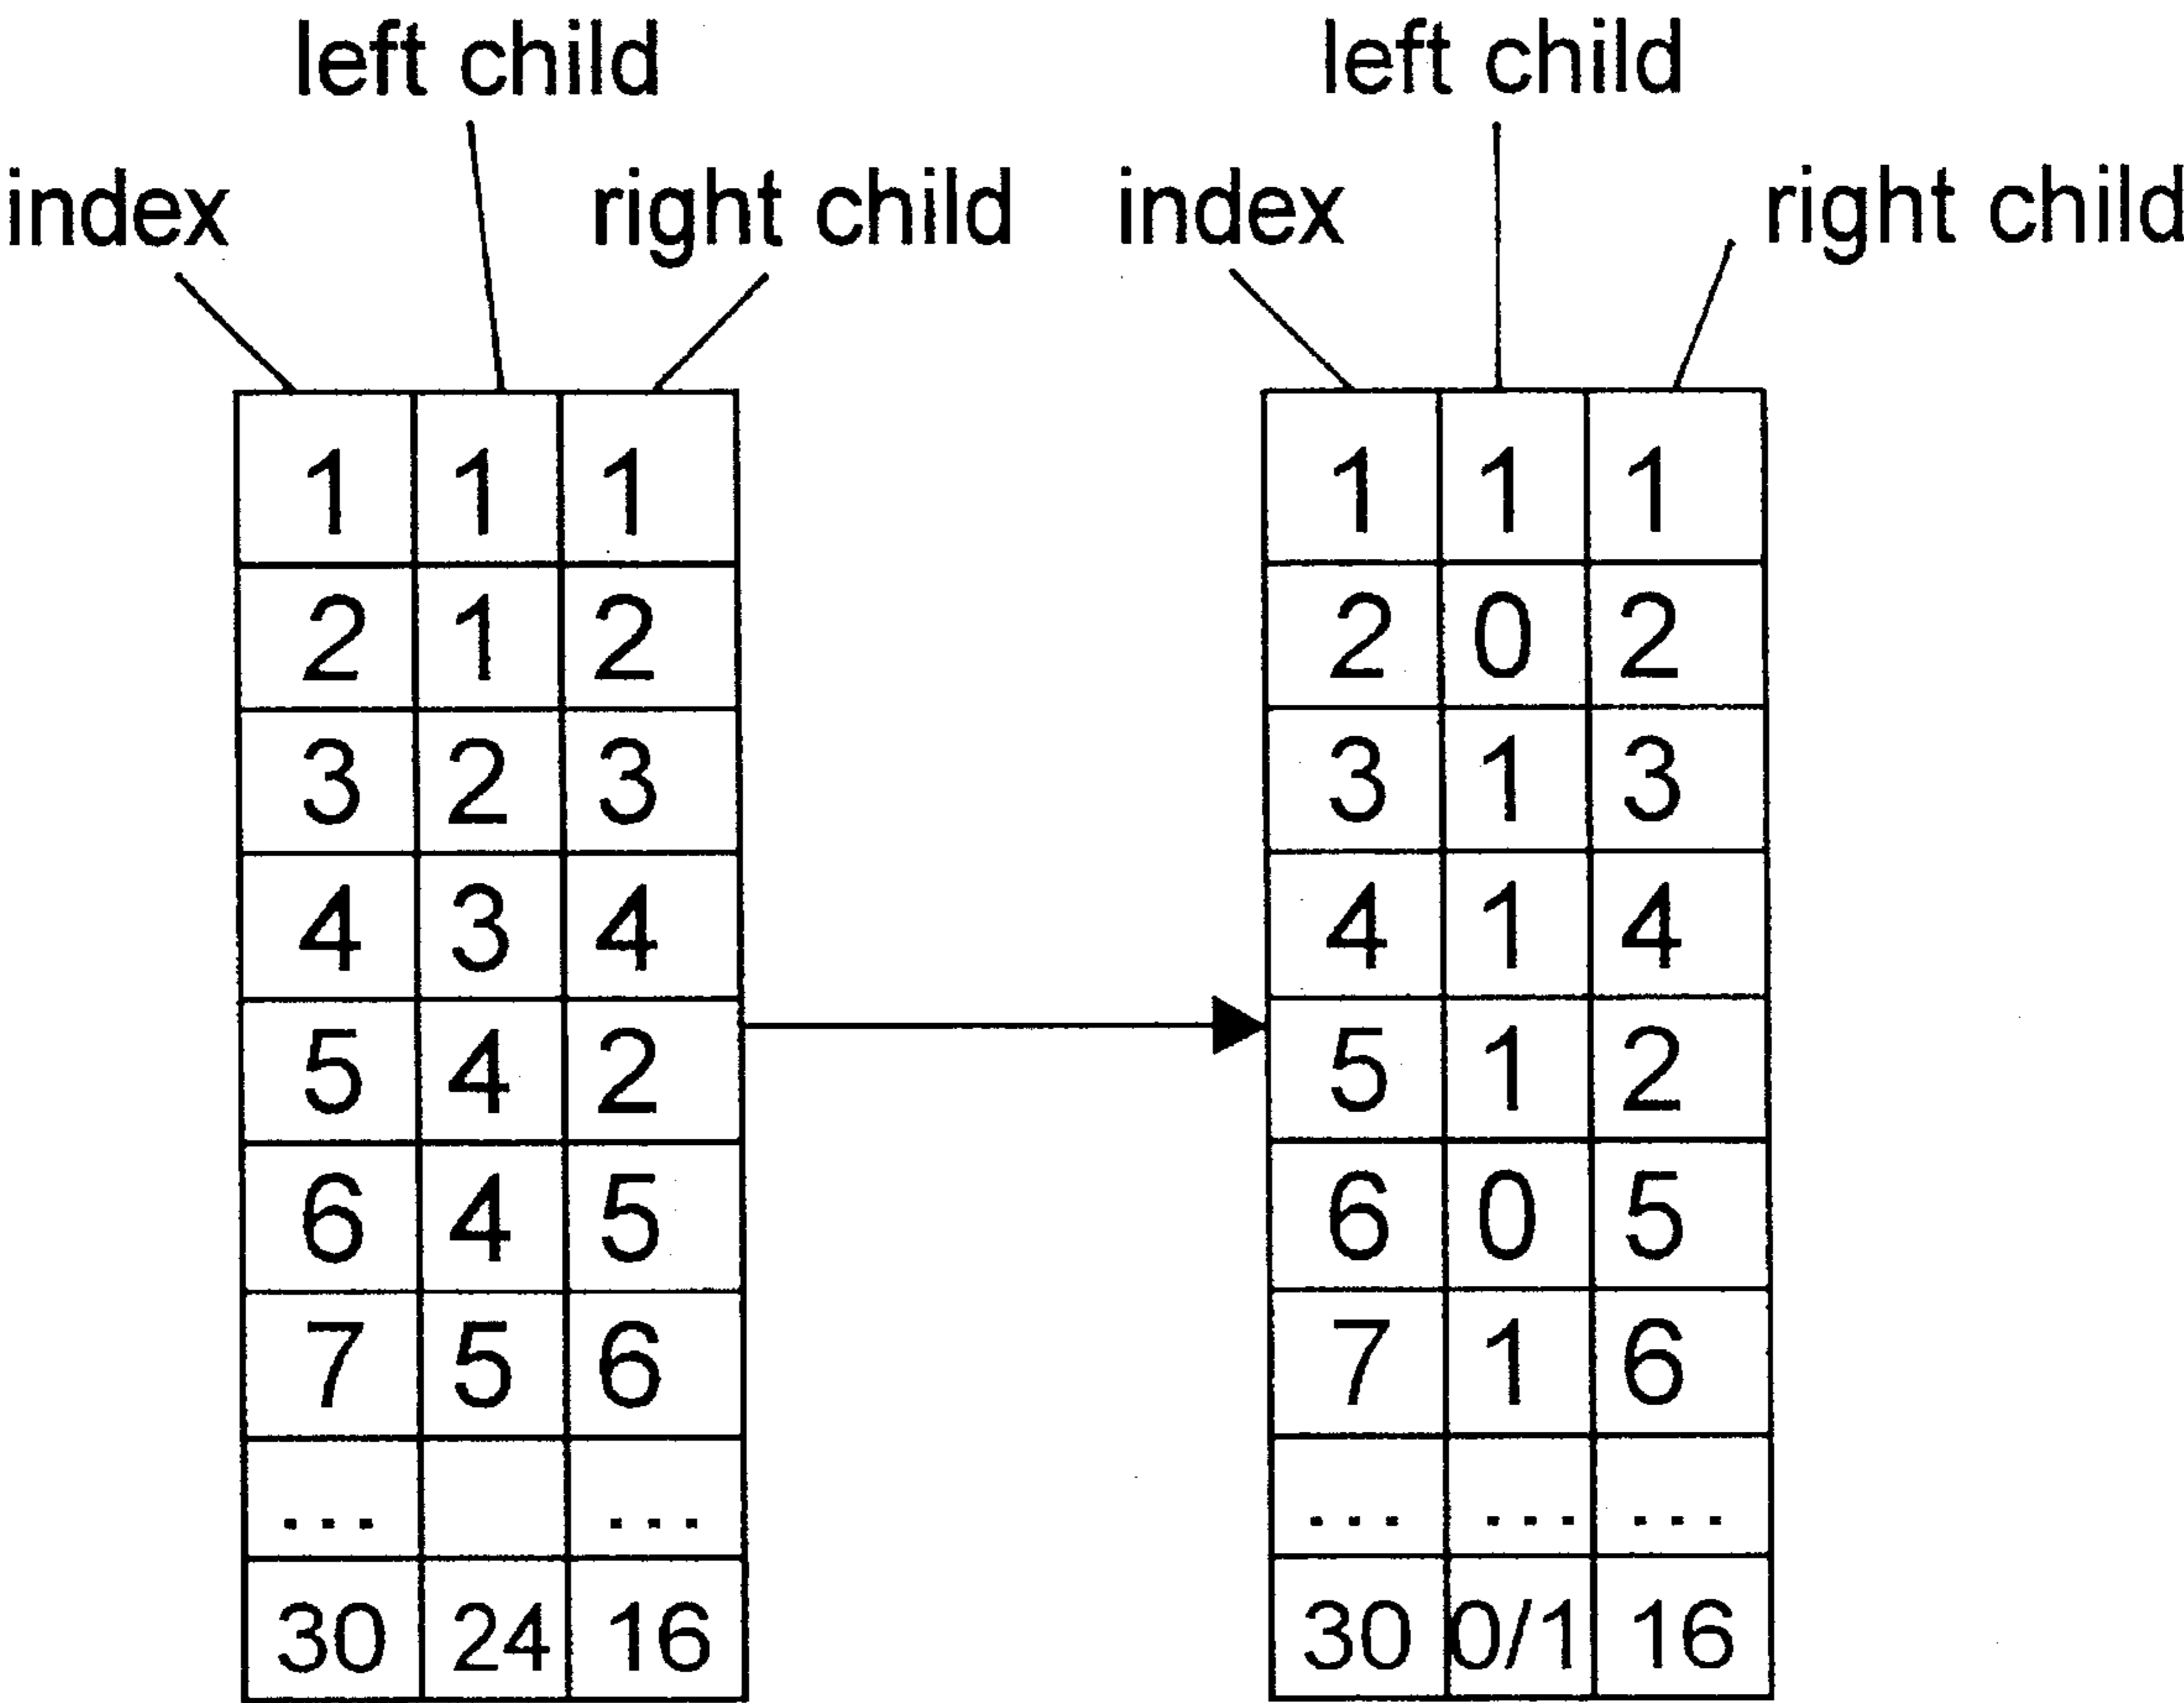 left child
index
right child
1 1 1
2 1 2
3 2 3
4 3 4
5 4 2
6 4 5
7 5 6
... ...
30 24 16
left child
index
right child
1 1 1
2 0 2
3 1 3
4 1 4
5 1 2
6 0 5
7 1 6
... ... ...
30 0/1 16